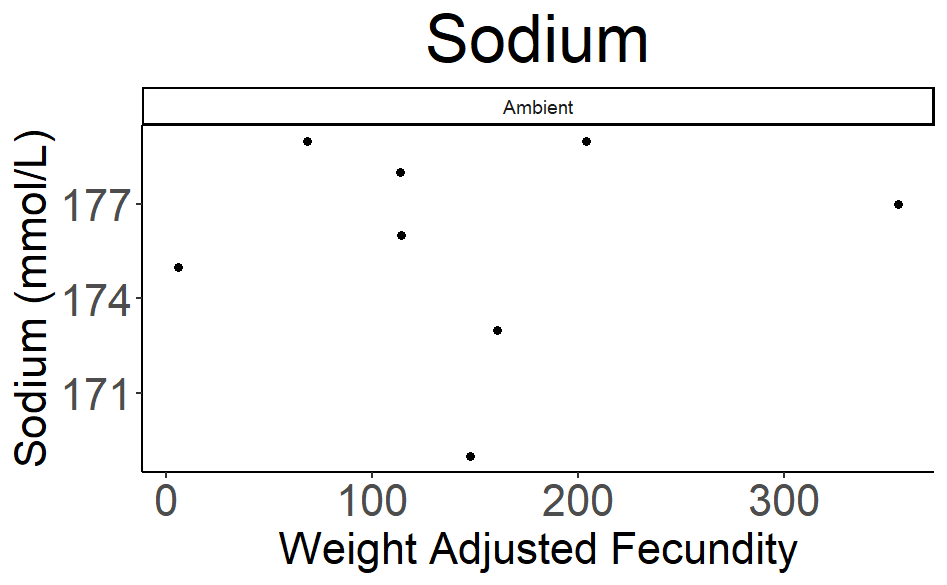 Sodium
Ambient
Sodium (mmol/L)
177
174
171
0 100 200 300
Weight Adjusted Fecundity